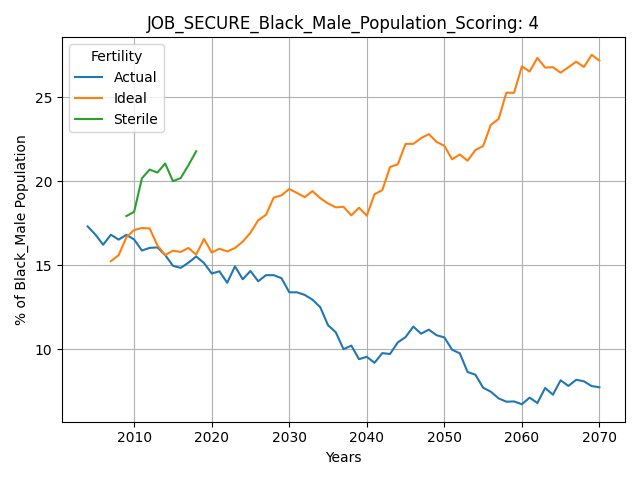 JOB_SECURE_Black_Male_Population_Scoring: 4
Fertility
Actual
Ideal
Sterile
% of Black_Male Population
25
20
15
10
2010 2020 2030 2040 2050 2060 2070
Years